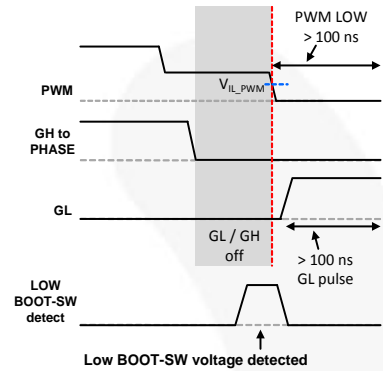 PWM LOW
> 100 ns
V_IL_PWM
PWM
GH to
PHASE
GL
GL / GH
off
> 100 ns
GL pulse
LOW
BOOT-SW
detect
Low BOOT-SW voltage detected